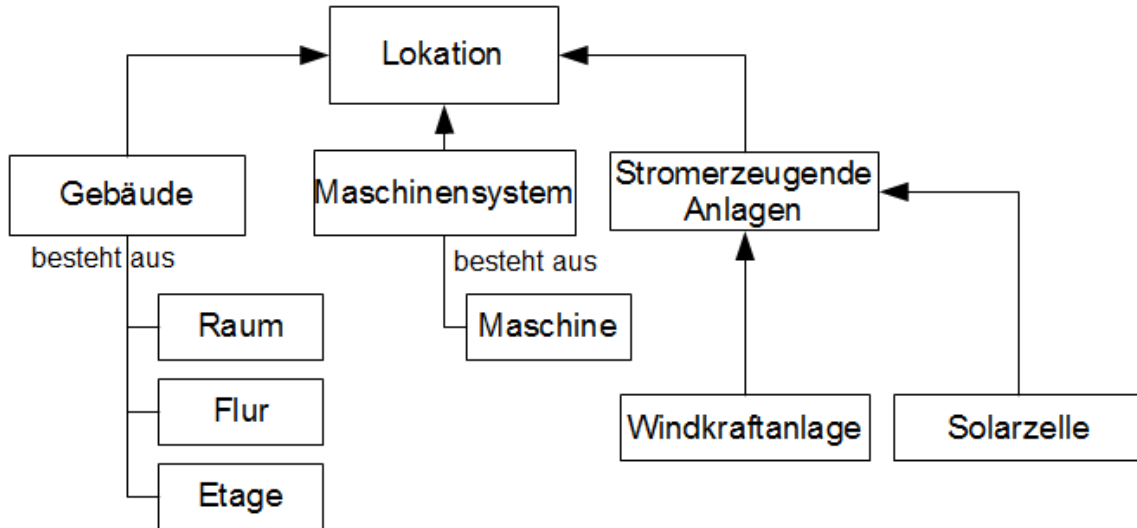 Lokation
Gebäude
Maschinensystem
Stromerzeugende
Anlagen
besteht aus
besteht aus
Raum
Maschine
Flur
Windkraftanlage
Solarzelle
Etage